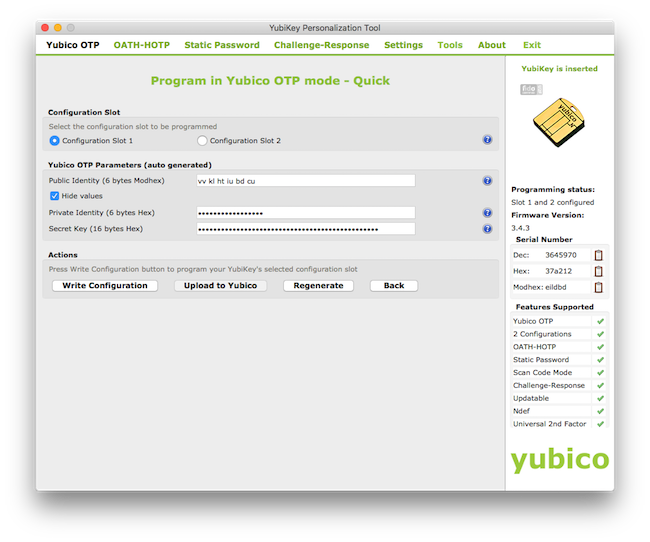 YubiKey Personalization Tool
Yubico OTP OATH-HOTP Static Password Challenge-Response Settings Tools About Exit
Program in Yubico OTP mode - Quick
Configuration Slot
Select the configuration slot to be programmed
Configuration Slot 1 Configuration Slot 2
Yubico OTP Parameters (auto generated)
Public Identity (6 bytes Modhex) vv kl ht iu bd cu
Hide values
Private Identity (6 bytes Hex) •••••••••••••••••
Secret Key (16 bytes Hex) •••••••••••••••••••••••••••••••••••••••••••••••
Actions
Press Write Configuration button to program your YubiKey's selected configuration slot
Write Configuration Upload to Yubico Regenerate Back
YubiKey is inserted
yubico
Programming status:
Slot 1 and 2 configured
Firmware Version:
3.4.3
Serial Number
Dec: 3645970
Hex: 37a212
Modhex: eildbd
Features Supported
Yubico OTP
2 Configurations
OATH-HOTP
Static Password
Scan Code Mode
Challenge-Response
Updatable
Ndef
Universal 2nd Factor
yubico